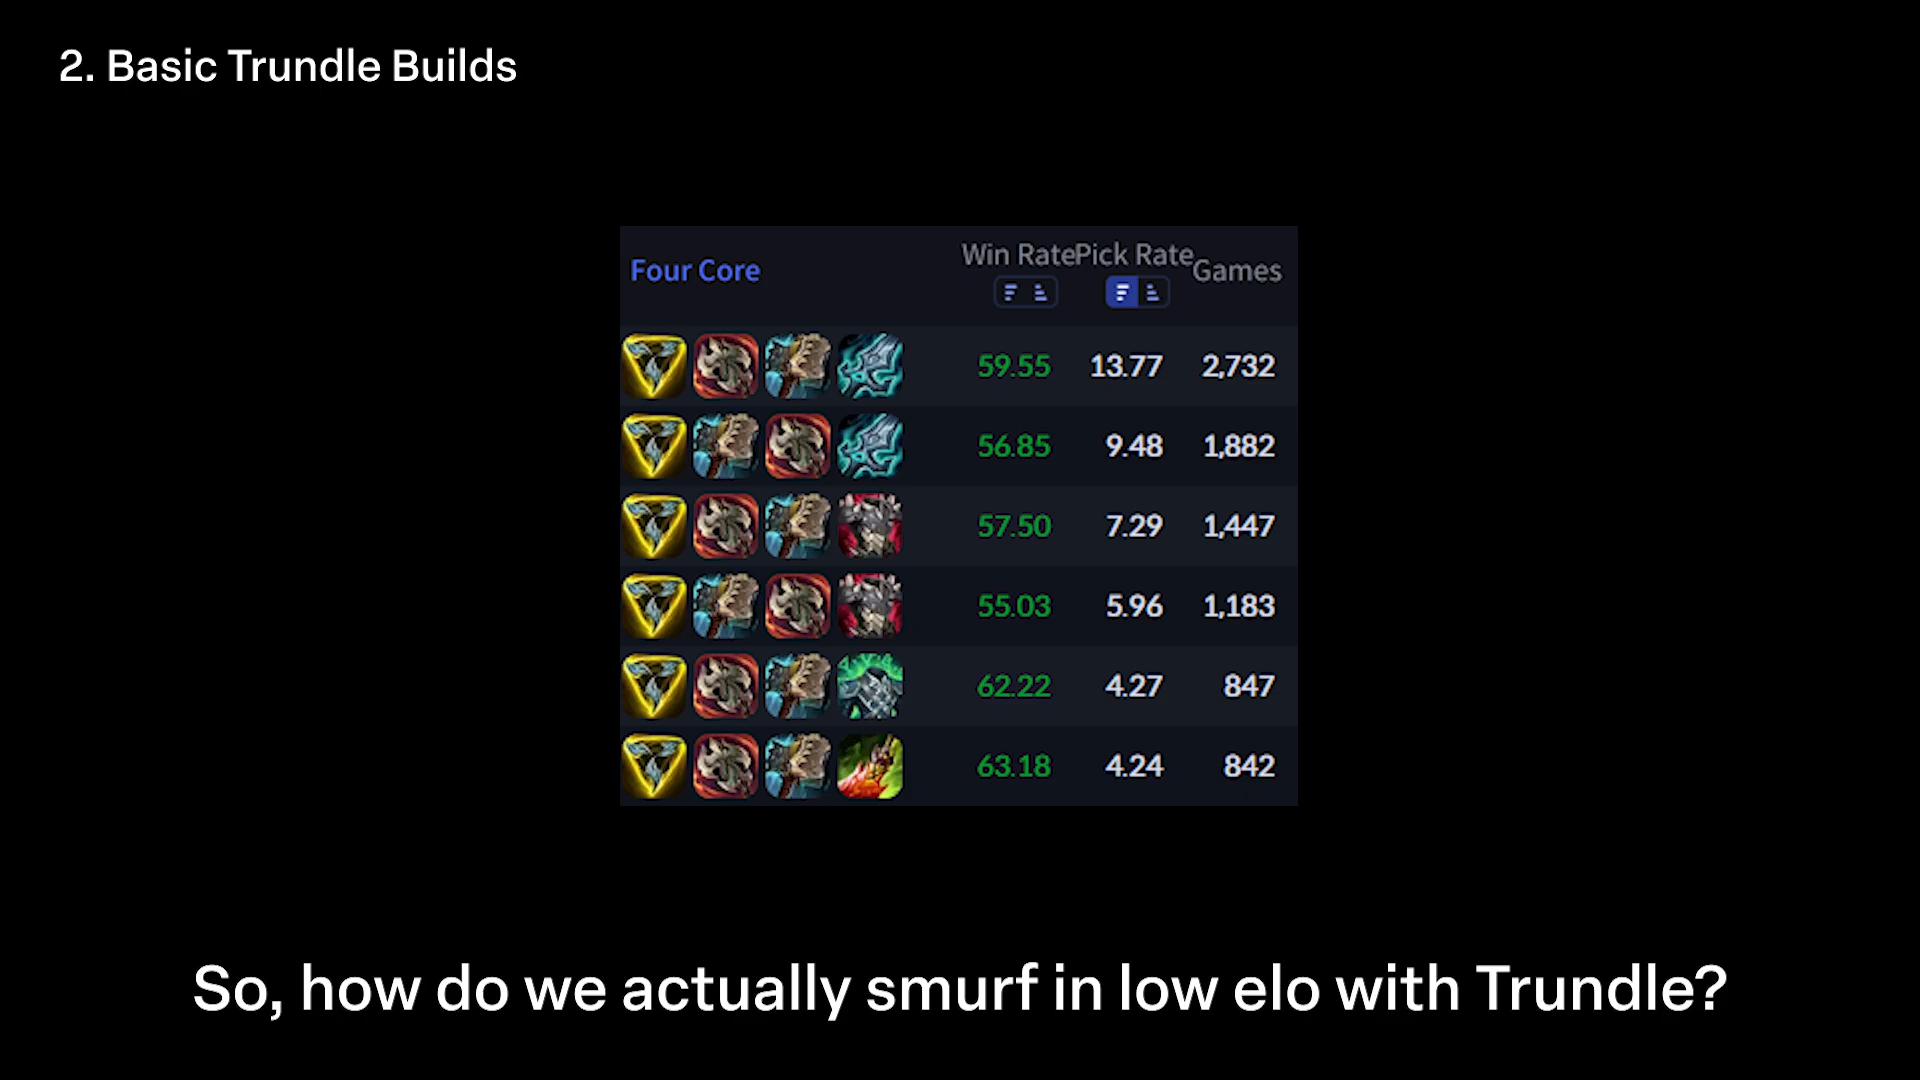 2. Basic Trundle Builds
Four Core Win Rate Pick Rate Games
59.55 13.77 2,732
56.85 9.48 1,882
57.50 7.29 1,447
55.03 5.96 1,183
62.22 4.27 847
63.18 4.24 842
So, how do we actually smurf in low elo with Trundle?